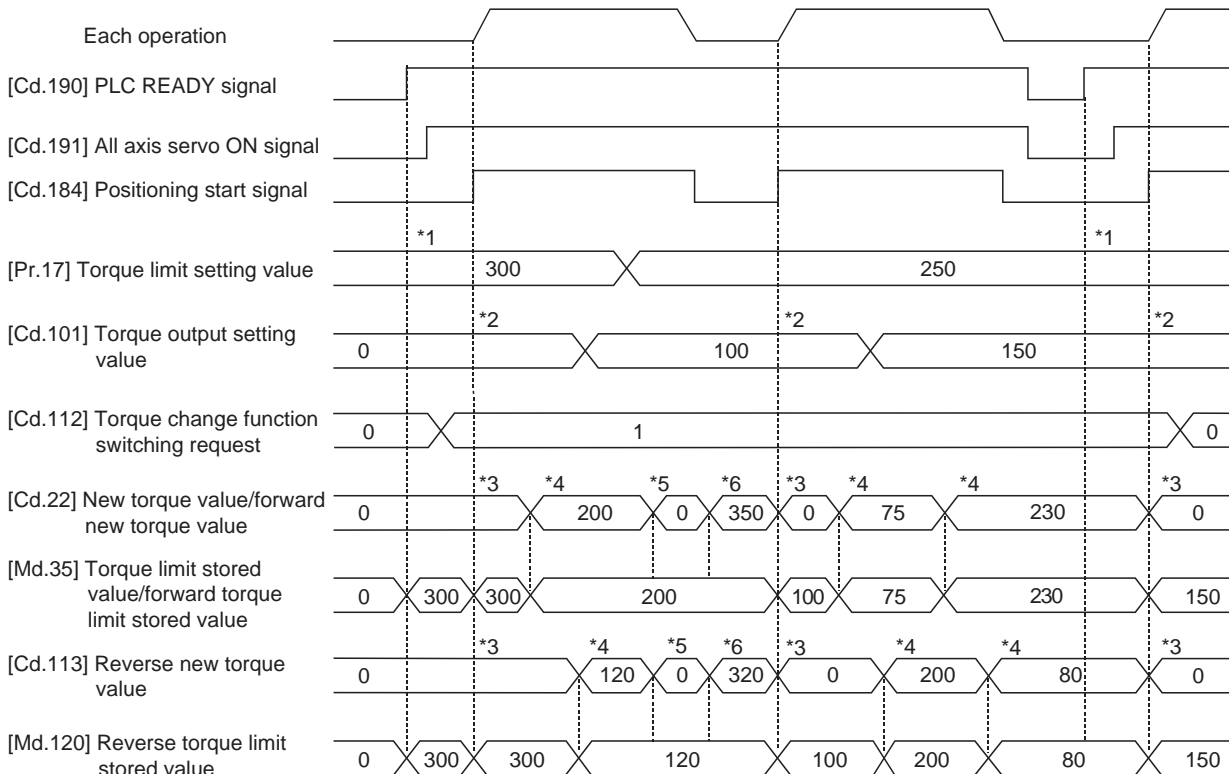 Each operation
[Cd.190] PLC READY signal
[Cd.191] All axis servo ON signal
[Cd.184] Positioning start signal
*1 *1
[Pr.17] Torque limit setting value 300 250
*2 *2 *2
[Cd.101] Torque output setting
value
0 100 150
[Cd.112] Torque change function
switching request
0 1 0
*3 *4 *5 *6 *3 *4 *4 *3
[Cd.22] New torque value/forward
new torque value
0 200 0 350 0 75 230 0
[Md.35] Torque limit stored
value/forward torque
limit stored value
0 300 300 200 100 75 230 150
*3 *4 *5 *6 *3 *4 *4 *3
[Cd.113] Reverse new torque
value
0 120 0 320 0 200 80 0
[Md.120] Reverse torque limit
stored value
0 300 300 120 100 200 80 150